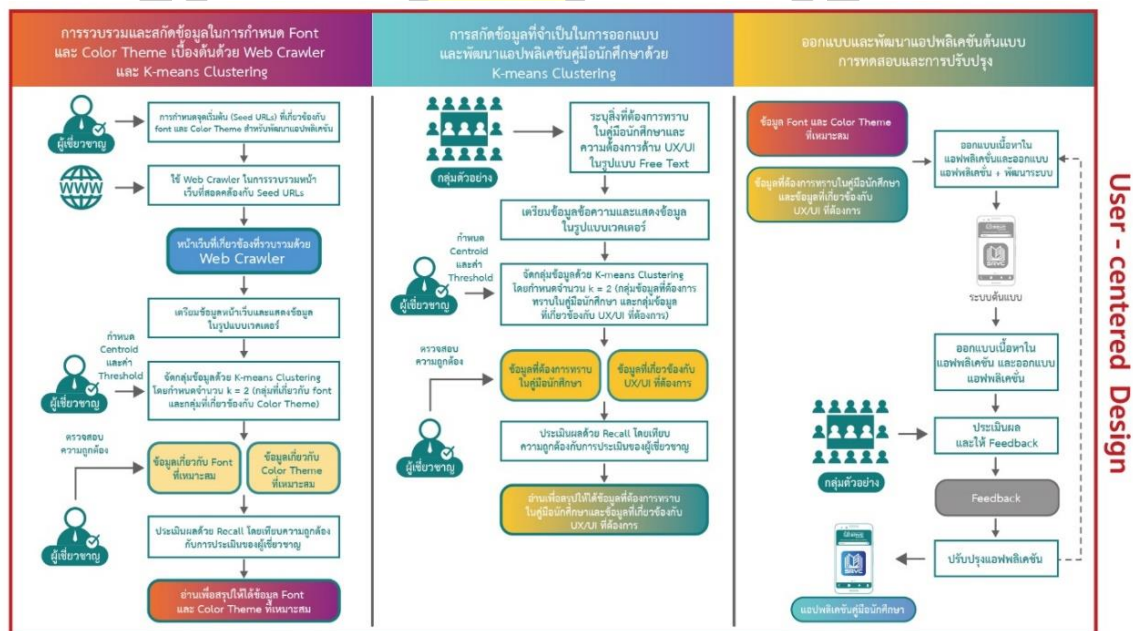 การรวบรวมและสกัดข้อมูลในการกำหนด Font
และ Color Theme เบื้องต้นด้วย Web Crawler
และ K-means Clustering
ผู้เชี่ยวชาญ
การกำหนดจุดเริ่มต้น (Seed URLs) ที่เกี่ยวข้องกับ
font และ Color Theme สำหรับพัฒนาแอปพลิเคชัน
WWW
ใช้ Web Crawler ในการรวบรวมหน้า
เว็บที่สอดคล้องกับ Seed URLs
หน้าเว็บที่เกี่ยวข้องที่ราบรวมด้วย
Web Crawler
เตรียมข้อมูลหน้าเว็บและแสดงข้อมูล
ในรูปแบบเวคเตอร์
กำหนด
Centroid
และค่า
Threshold
ผู้เชี่ยวชาญ
จัดกลุ่มข้อมูลด้วย K-means Clustering
โดยกำหนดจำนวน k = 2 (กลุ่มที่เกี่ยวกับ font
และกลุ่มที่เกี่ยวข้องกับ Color Theme)
ตรวจสอบ
ความถูกต้อง
ผู้เชี่ยวชาญ
ข้อมูลเกี่ยวกับ Font
ที่เหมาะสม
ข้อมูลเกี่ยวกับ
Color Theme
ที่เหมาะสม
ประเมินผลด้วย Recall โดยเทียบความถูกต้อง
กับการประเมินของผู้เชี่ยวชาญ
อ่านเพื่อสรุปให้ได้ข้อมูล Font
และ Color Theme ที่เหมาะสม
การสกัดข้อมูลที่จำเป็นในการออกแบบ
และพัฒนาแอปพลิเคชันคู่มือนักศึกษาด้วย
K-means Clustering
กลุ่มตัวอย่าง
ระบุสิ่งที่ต้องการทราบ
ในคู่มือนักศึกษาและ
ความต้องการด้าน UX/UI
ในรูปแบบ Free Text
เตรียมข้อมูลข้อความและแสดงข้อมูล
ในรูปแบบเวคเตอร์
กำหนด
Centroid
และค่า
Threshold
ผู้เชี่ยวชาญ
จัดกลุ่มข้อมูลด้วย K-means Clustering
โดยกำหนดจำนวน k = 2 (กลุ่มข้อมูลที่ต้องการ
ทราบในคู่มือนักศึกษา และกลุ่มข้อมูล
ที่เกี่ยวข้องกับ UX/UI ที่ต้องการ)
ตรวจสอบ
ความถูกต้อง
ผู้เชี่ยวชาญ
ข้อมูลที่ต้องการทราบ
ในคู่มือนักศึกษา
ข้อมูลที่เกี่ยวข้องกับ
UX/UI ที่ต้องการ
ประเมินผลด้วย Recall โดยเทียบ
ความถูกต้องกับการประเมินของผู้เชี่ยวชาญ
อ่านเพื่อสรุปให้ได้ข้อมูลที่ต้องการทราบ
ในคู่มือนักศึกษาและข้อมูลที่เกี่ยวข้องกับ
UX/UI ที่ต้องการ
ออกแบบและพัฒนาแอปพลิเคชันต้นแบบ
การทดสอบและการปรับปรุง
ข้อมูล Font และ Color Theme
ที่เหมาะสม
ข้อมูลที่ต้องการทราบในคู่มือนักศึกษา
และข้อมูลที่เกี่ยวข้องกับ
UX/UI ที่ต้องการ
ออกแบบเนื้อหาใน
แอฟพลิเคชันและออกแบบ
แอฟพลิเคชั่น + พัฒนาระบบ
ระบบต้นแบบ
ออกแบบเนื้อหาใน
แอฟพลิเคชัน และออกแบบ
แอฟพลิเคชั่น
กลุ่มตัวอย่าง
ประเมินผล
และให้ Feedback
Feedback
ปรับปรุงแอฟพลิเคชัน
แอปพลิเคชันคู่มือนักศึกษา
User - centered Design